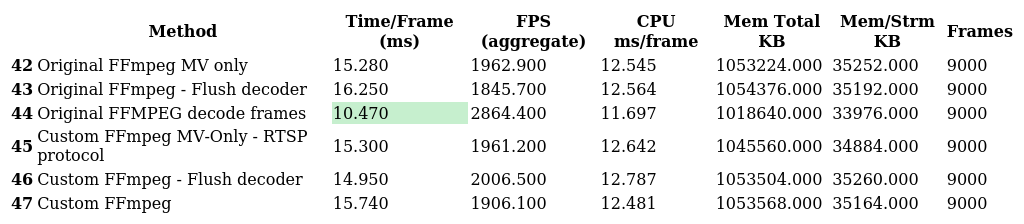 Method Time/Frame (ms) FPS (aggregate) CPU ms/frame Mem Total KB Mem/Strm KB Frames
42 Original FFmpeg MV only 15.280 1962.900 12.545 1053224.000 35252.000 9000
43 Original FFmpeg - Flush decoder 16.250 1845.700 12.564 1054376.000 35192.000 9000
44 Original FFMPEG decode frames 10.470 2864.400 11.697 1018640.000 33976.000 9000
45 Custom FFmpeg MV-Only - RTSP protocol 15.300 1961.200 12.642 1045560.000 34884.000 9000
46 Custom FFmpeg - Flush decoder 14.950 2006.500 12.787 1053504.000 35260.000 9000
47 Custom FFmpeg 15.740 1906.100 12.481 1053568.000 35164.000 9000